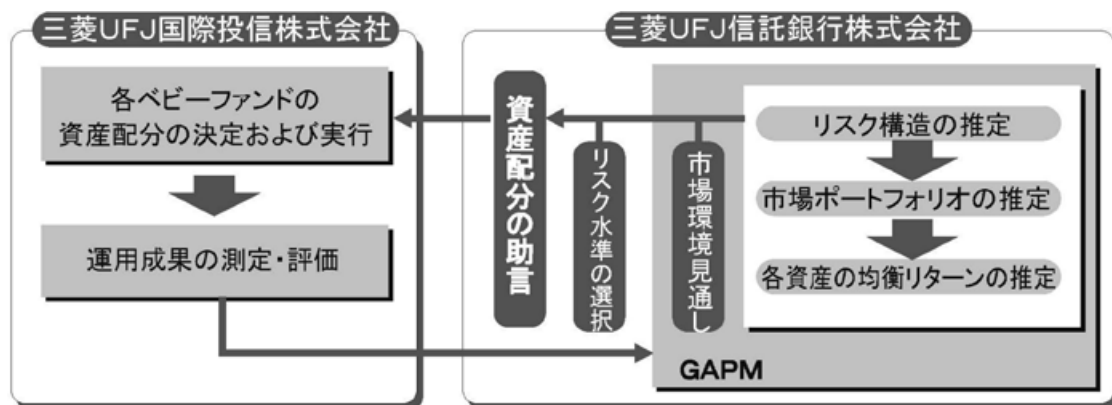 三菱UFJ国際投信株式会社
各ベビーファンドの
資産配分の決定および実行
運用成果の測定・評価
三菱UFJ信託銀行株式会社
資産配分の助言
リスク水準の選択
市場環境見通し
リスク構造の推定
市場ポートフォリオの推定
各資産の均衡リターンの推定
GAPM